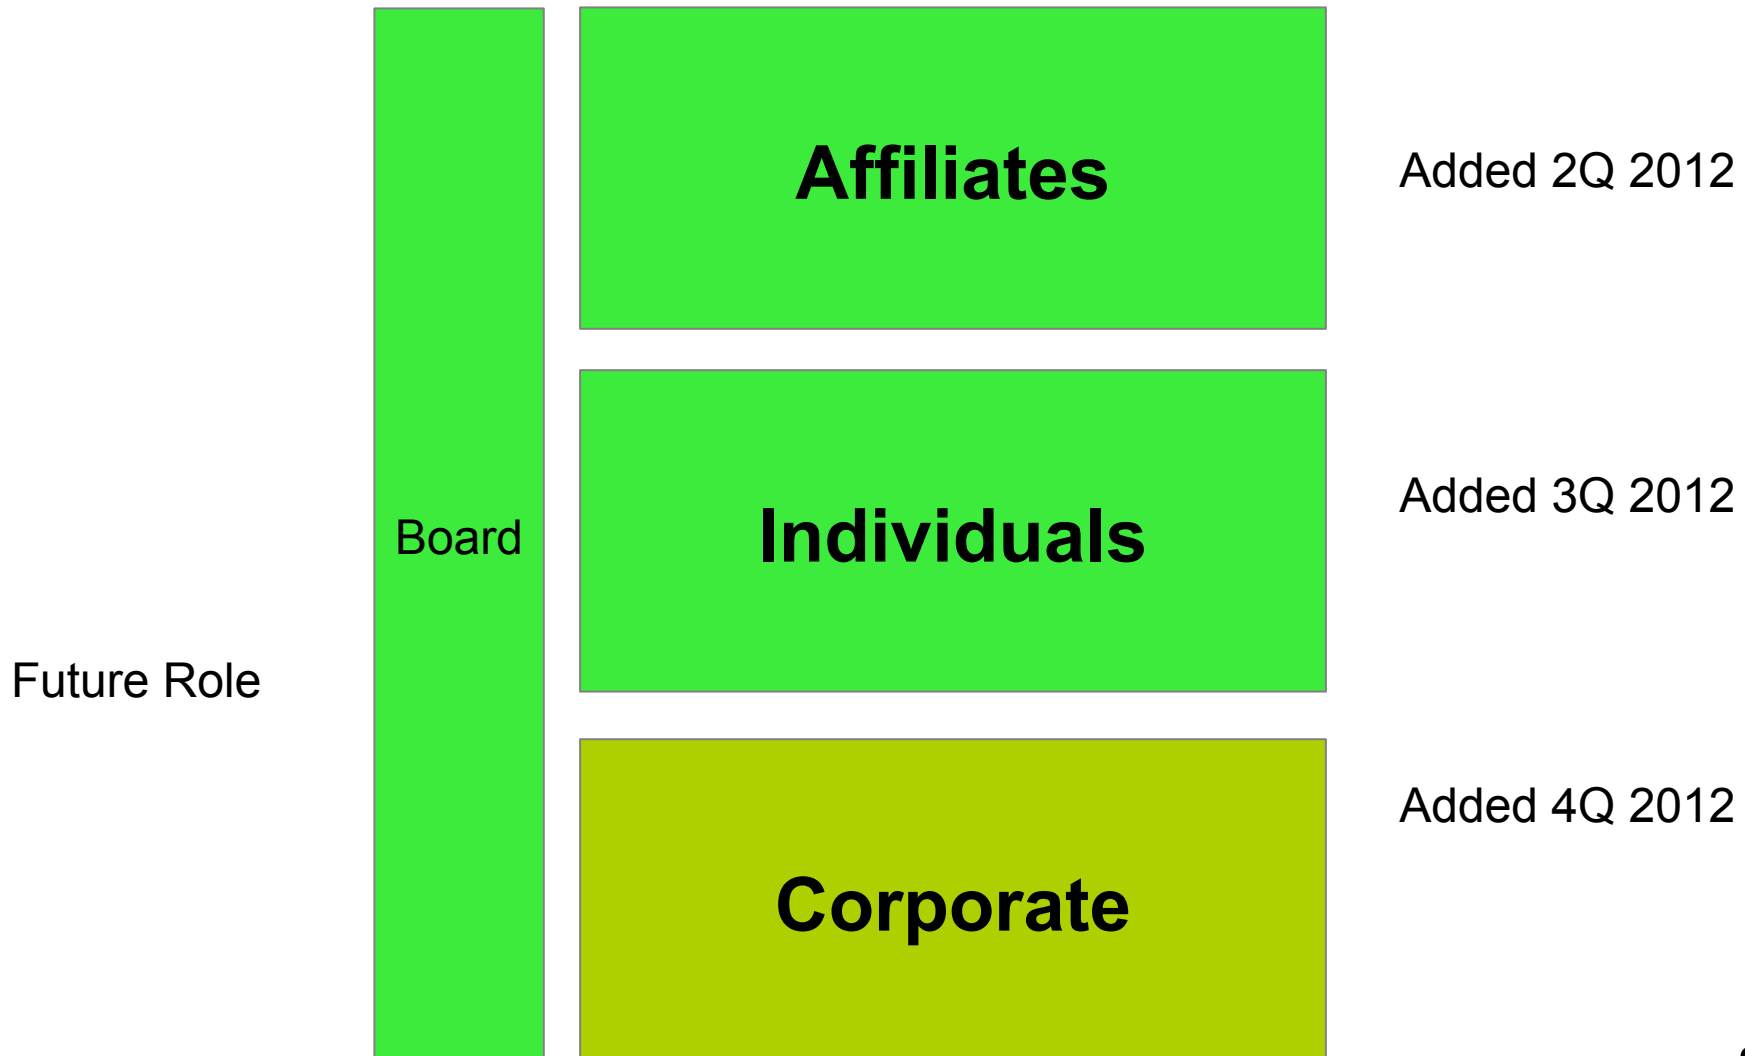 Affiliates
Added 2Q 2012
Individuals
Added 3Q 2012
Board
Future Role
Corporate
Added 4Q 2012